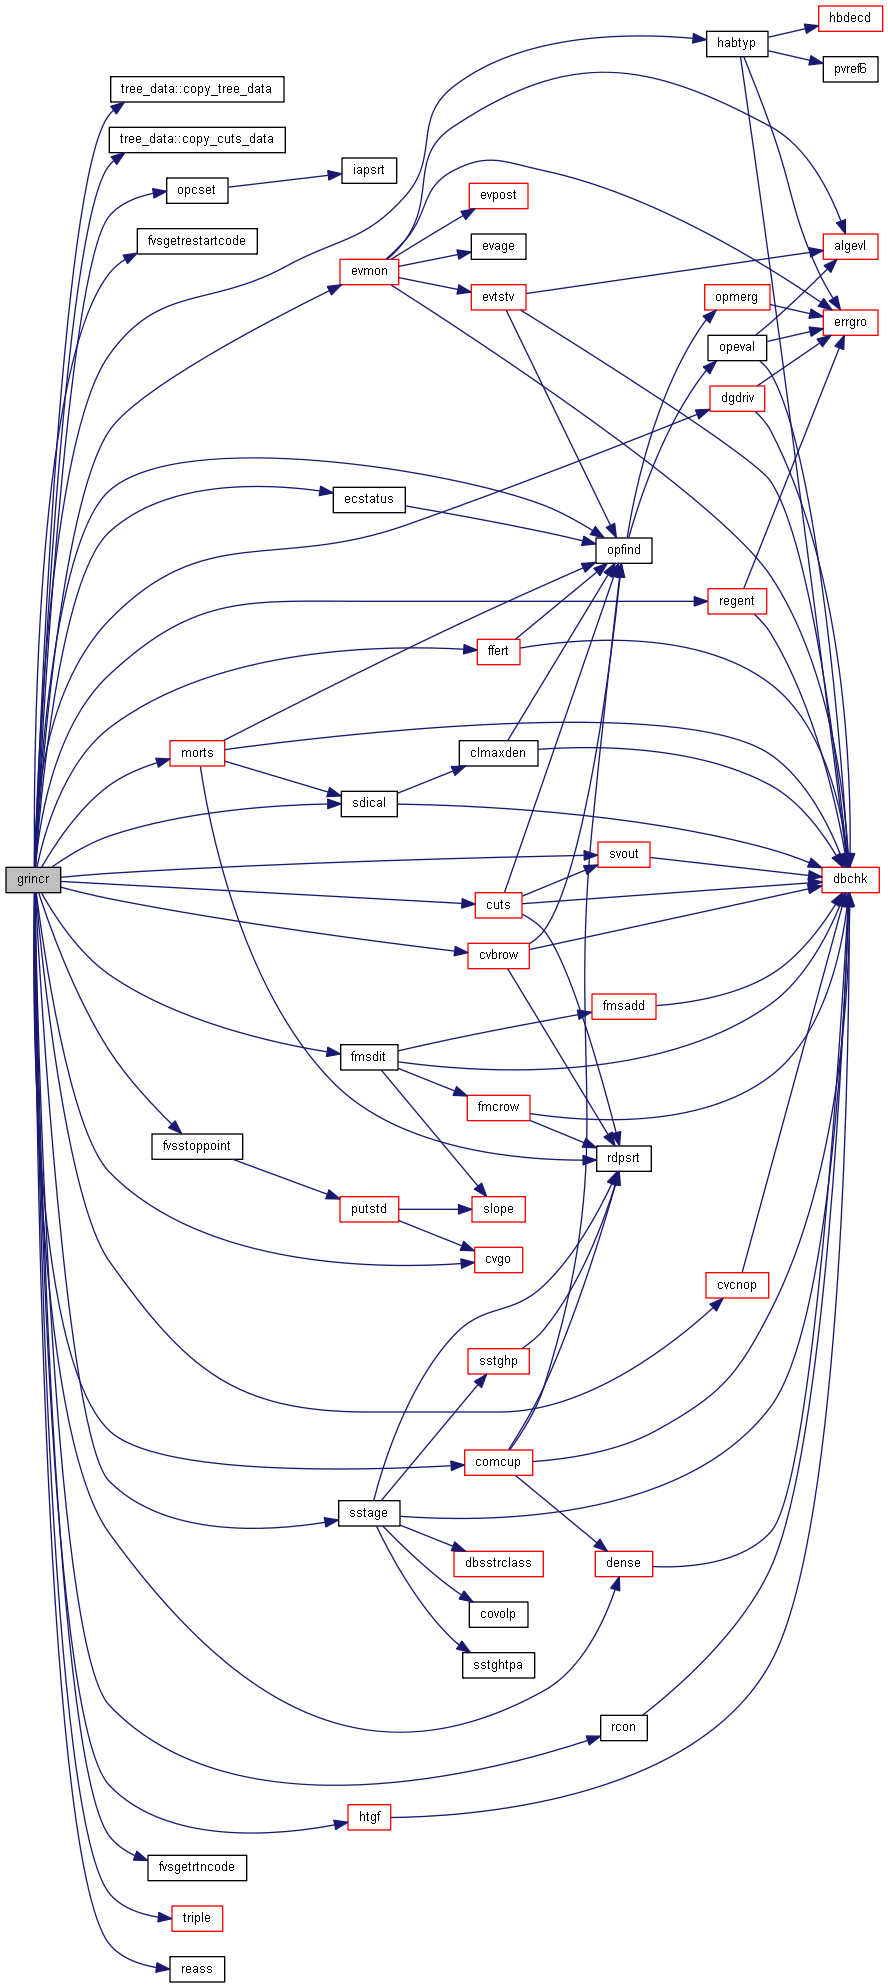 hbdecd
habtyp
pvref6
tree_data::copy_tree_data
tree_data::copy_cuts_data
iapsrt
opcset
evpost
fvsgetrestartcode
evage
algevl
evmon
evtstv
opmerg
errgro
opeval
dgdriv
ecstatus
opfind
regent
ffert
morts
clmaxden
sdical
svout
grincr
dbchk
cuts
cvbrow
fmsadd
fmsdit
fmcrow
fvsstoppoint
rdpsrt
putstd
slope
cvgo
cvcnop
sstghp
comcup
sstage
dbsstrclass
dense
covolp
sstghtpa
rcon
htgf
fvsgetrtncode
triple
reass